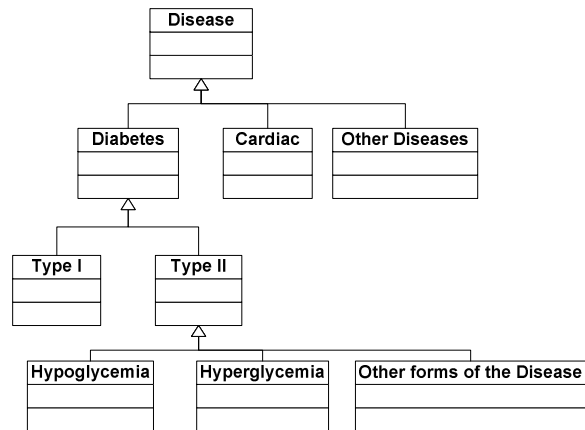 Disease
Diabetes
Cardiac
Other Diseases
Type I
Type II
Hypoglycemia
Hyperglycemia
Other forms of the Disease